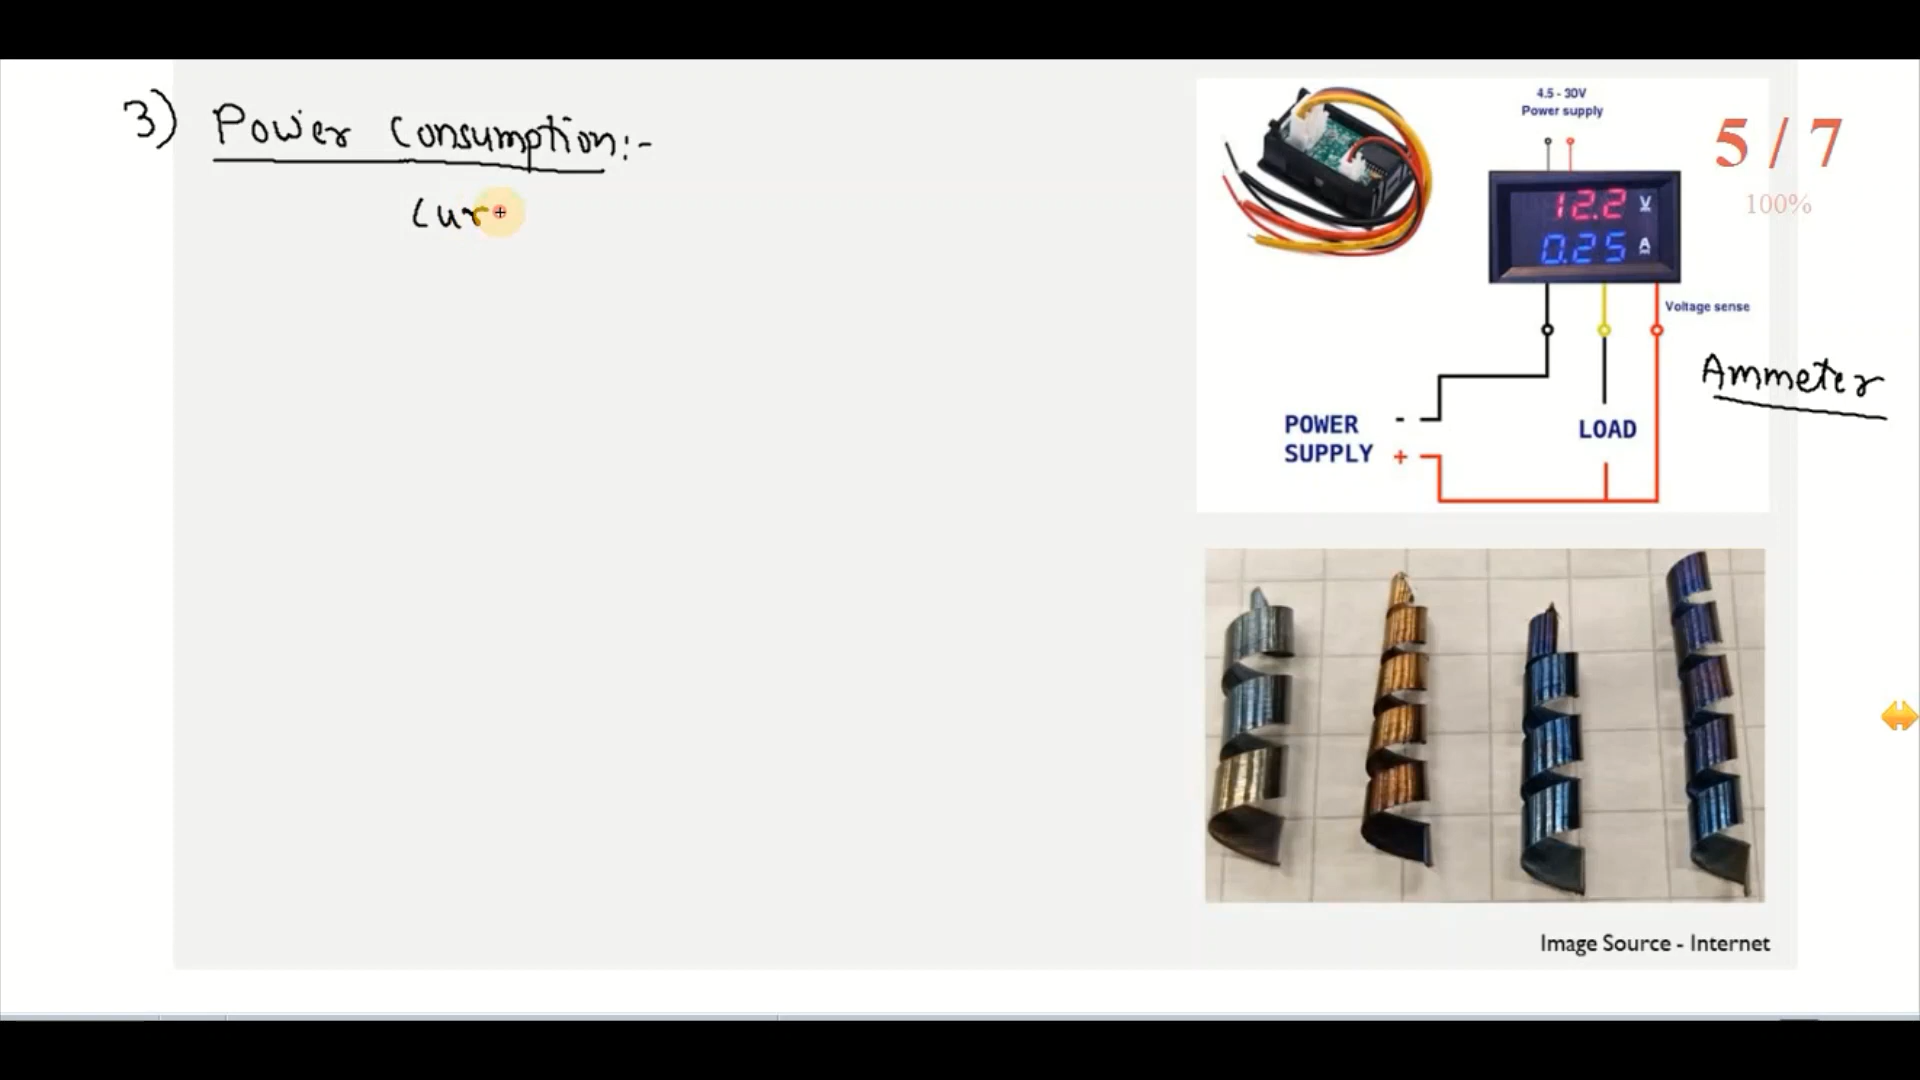 3) Power Consumption:-
Cur
4.5 - 30V
Power supply
5 / 7
100%
12.2 V
0.25 A
Voltage sense
Ammeter
POWER
SUPPLY
-
+
LOAD
Image Source - Internet